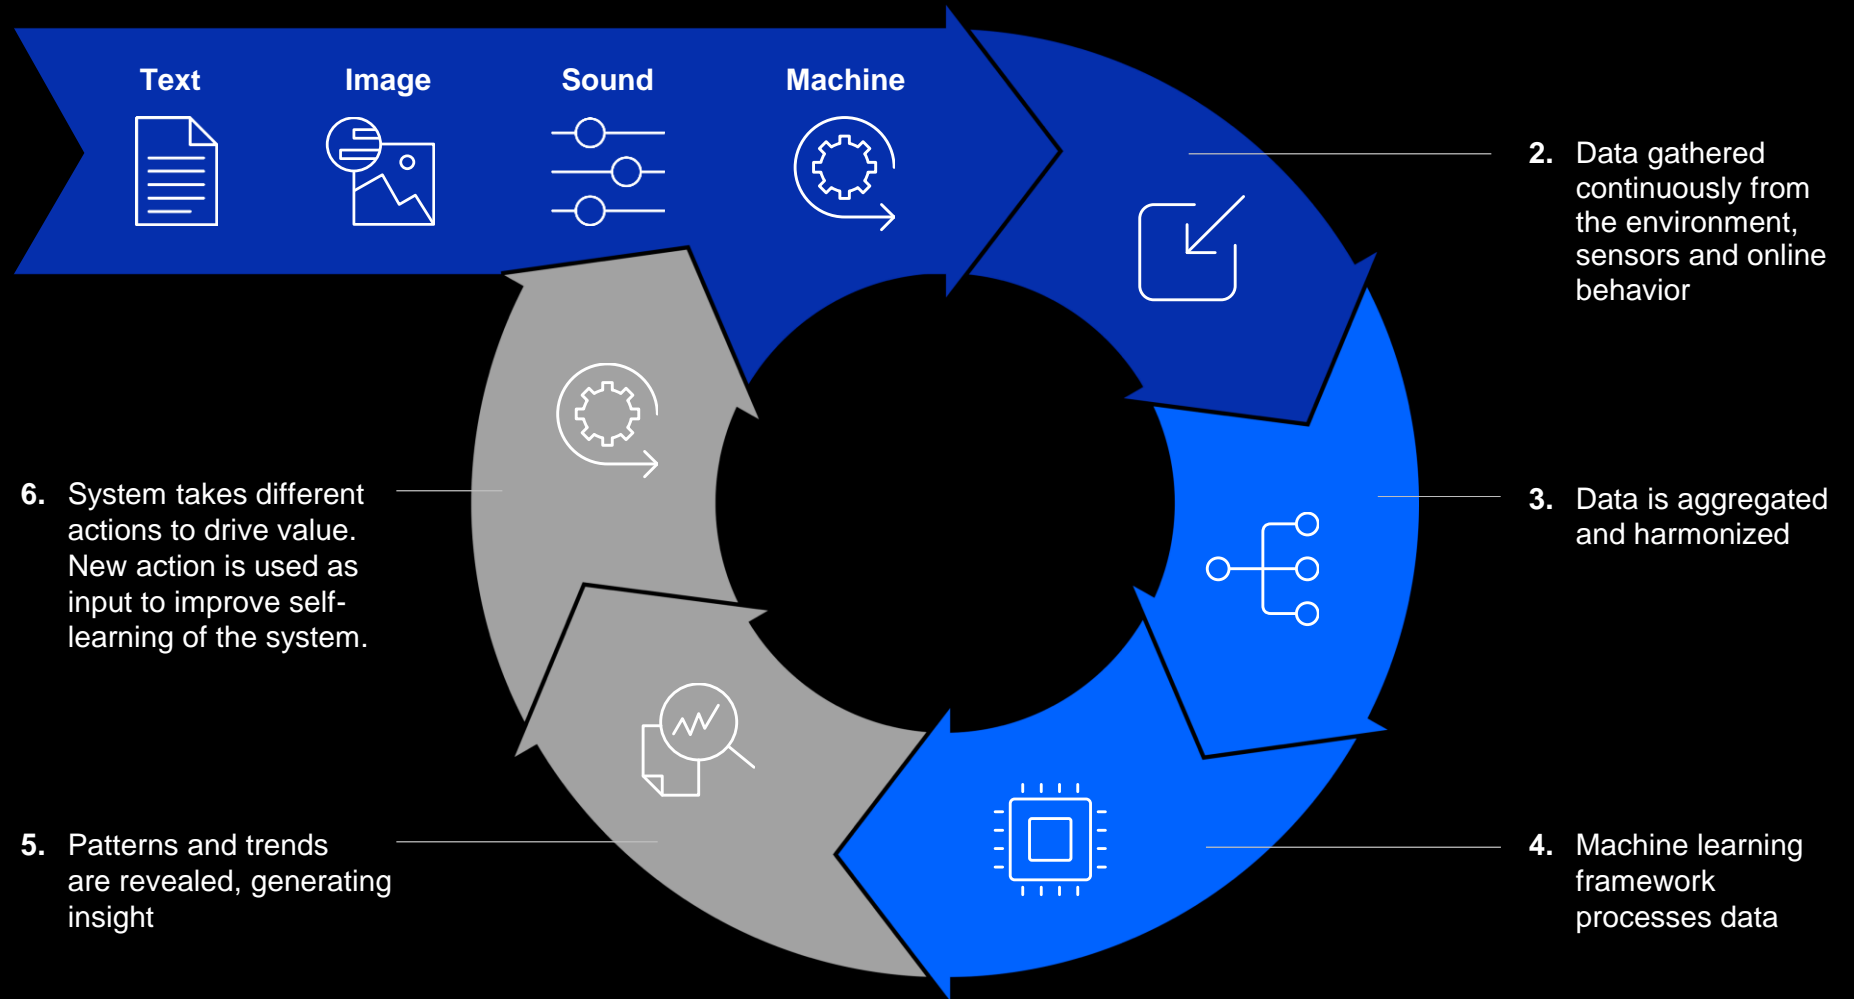 Text
Image
Sound
Machine
2. Data gathered
continuously from
the environment,
sensors and online
behavior
3. Data is aggregated
and harmonized
4. Machine learning
framework
processes data
5. Patterns and trends
are revealed, generating
insight
6. System takes different
actions to drive value.
New action is used as
input to improve self-
learning of the system.